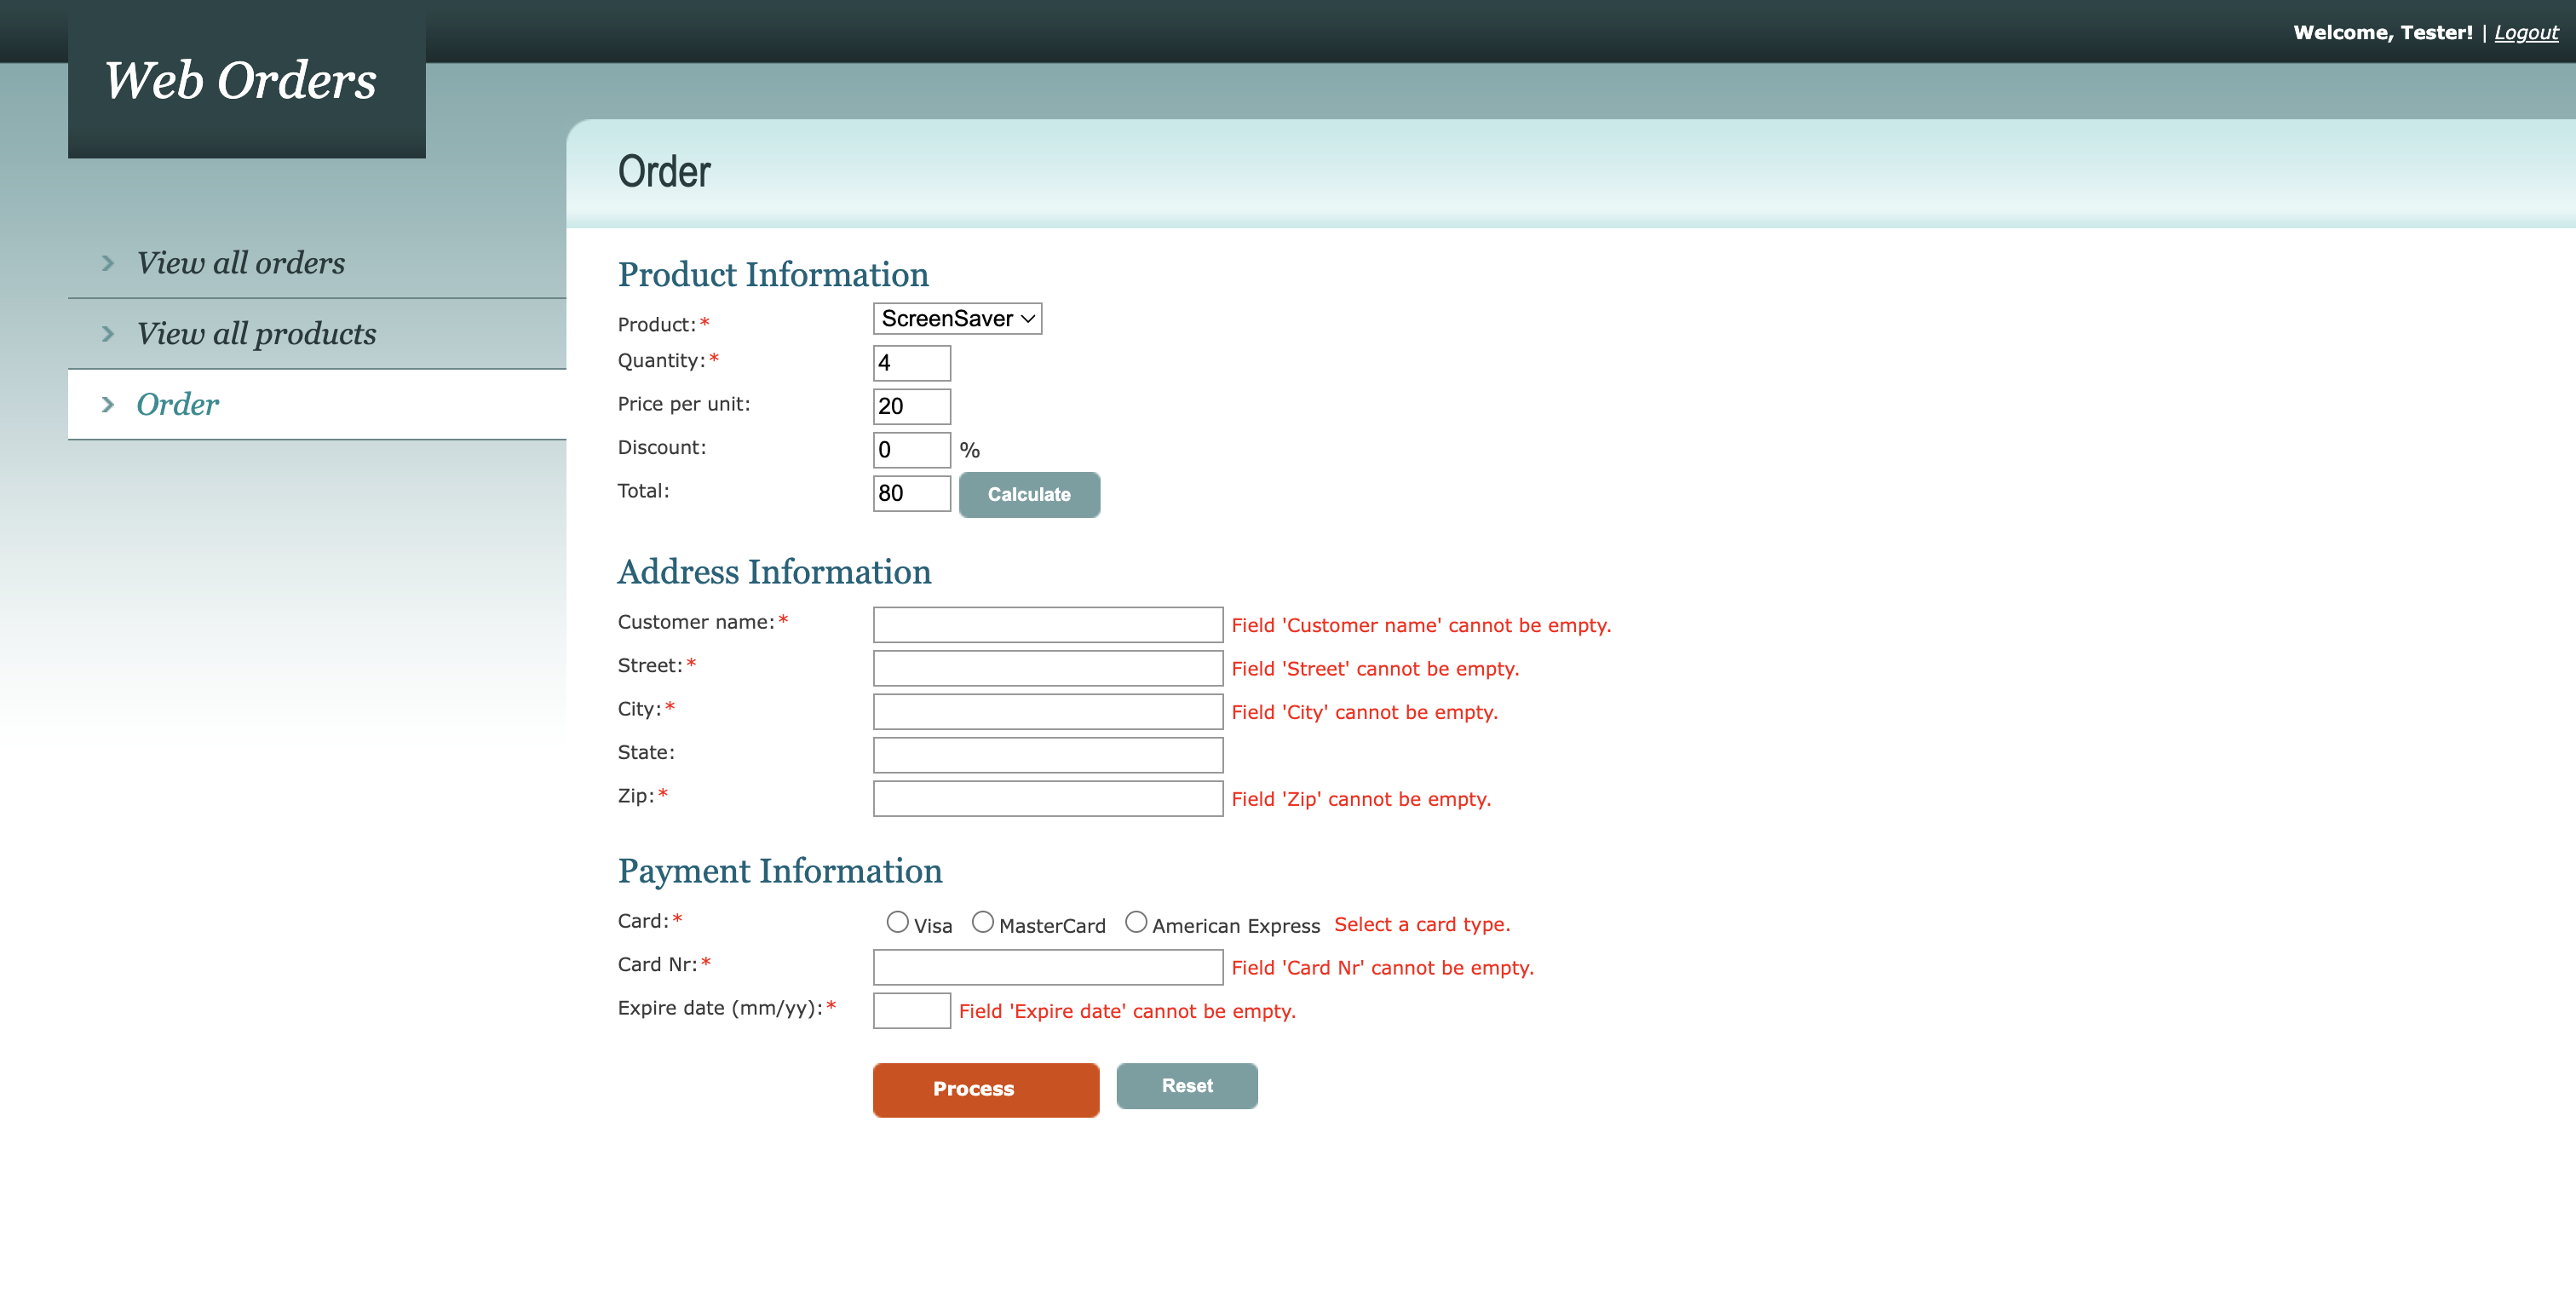 Welcome, Tester! | Logout
Web Orders
View all orders
View all products
Order
Order
Product Information
Product:* ScreenSaver
Quantity:* 4
Price per unit: 20
Discount: 0 %
Total: 80 Calculate
Address Information
Customer name:* Field 'Customer name' cannot be empty.
Street:* Field 'Street' cannot be empty.
City:* Field 'City' cannot be empty.
State:
Zip:* Field 'Zip' cannot be empty.
Payment Information
Card:* Visa MasterCard American Express Select a card type.
Card Nr:* Field 'Card Nr' cannot be empty.
Expire date (mm/yy):* Field 'Expire date' cannot be empty.
Process Reset